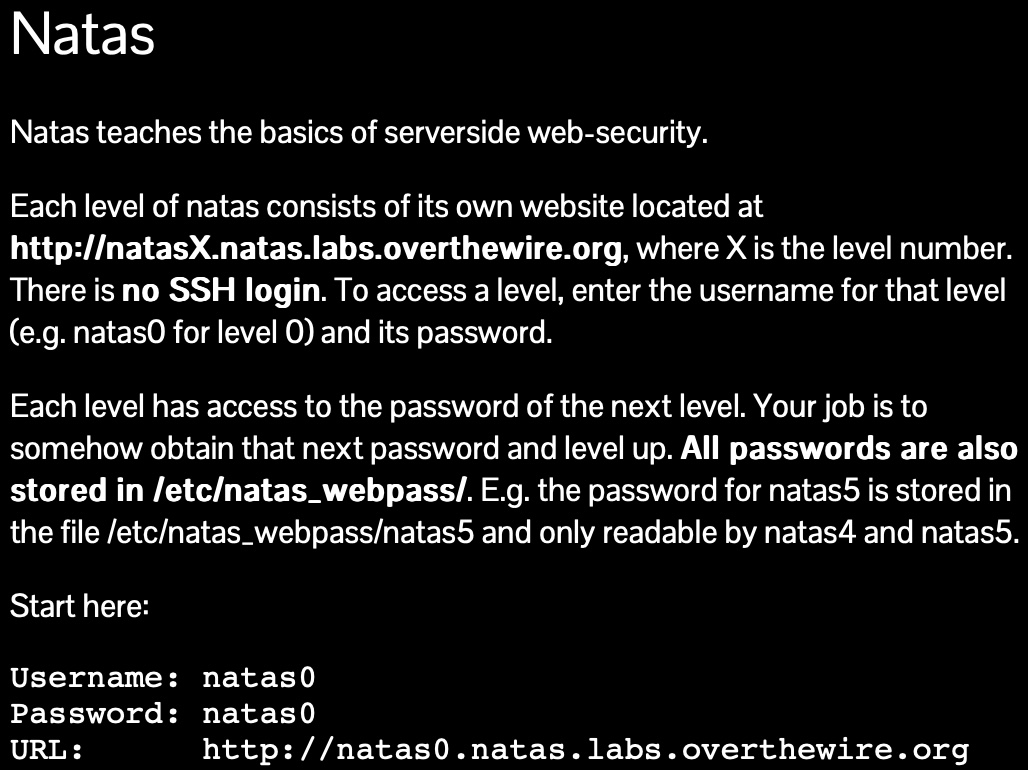 Natas
Natas teaches the basics of serverside web-security.
Each level of natas consists of its own website located at
http://natasX.natas.labs.overthewire.org, where X is the level number.
There is no SSH login. To access a level, enter the username for that level
(e.g. natas0 for level 0) and its password.
Each level has access to the password of the next level. Your job is to
somehow obtain that next password and level up. All passwords are also
stored in /etc/natas_webpass/. E.g. the password for natas5 is stored in
the file /etc/natas_webpass/natas5 and only readable by natas4 and natas5.
Start here:
Username: natas0
Password: natas0
URL: http://natas0.natas.labs.overthewire.org